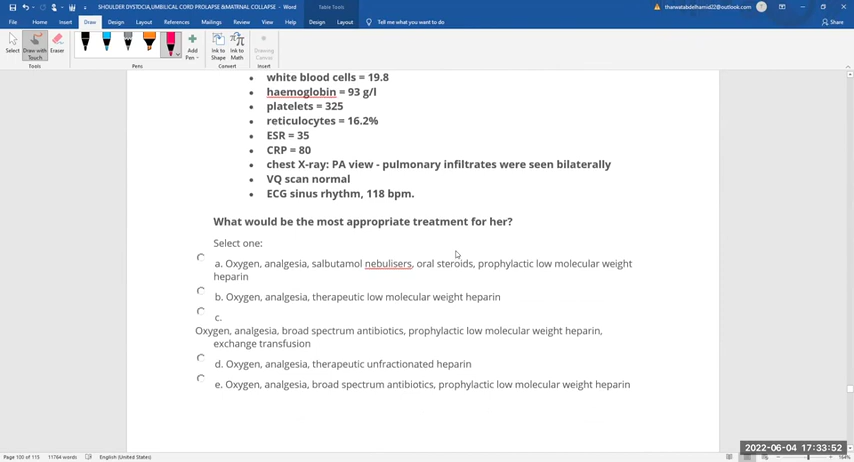 SHOULDER DYSTOCIA,UMBILICAL CORD PROLAPSE &MATERNAL COLLAPSE - Word
Table Tools
tharwatabdelhamid22@outlook.com
File Home Insert Draw Design Layout References Mailings Review View Help Design Layout Tell me what you want to do Share
Select Draw with Touch Eraser Add Pen Ink to Shape Ink to Math Drawing Canvas
Tools Pens Convert Insert
• white blood cells = 19.8
• haemoglobin = 93 g/l
• platelets = 325
• reticulocytes = 16.2%
• ESR = 35
• CRP = 80
• chest X-ray: PA view - pulmonary infiltrates were seen bilaterally
• VQ scan normal
• ECG sinus rhythm, 118 bpm.
What would be the most appropriate treatment for her?
Select one:
a. Oxygen, analgesia, salbutamol nebulisers, oral steroids, prophylactic low molecular weight
heparin
b. Oxygen, analgesia, therapeutic low molecular weight heparin
c.
Oxygen, analgesia, broad spectrum antibiotics, prophylactic low molecular weight heparin,
exchange transfusion
d. Oxygen, analgesia, therapeutic unfractionated heparin
e. Oxygen, analgesia, broad spectrum antibiotics, prophylactic low molecular weight heparin
2022-06-04 17:33:52
Page 100 of 115 11764 words English (United States) 164%